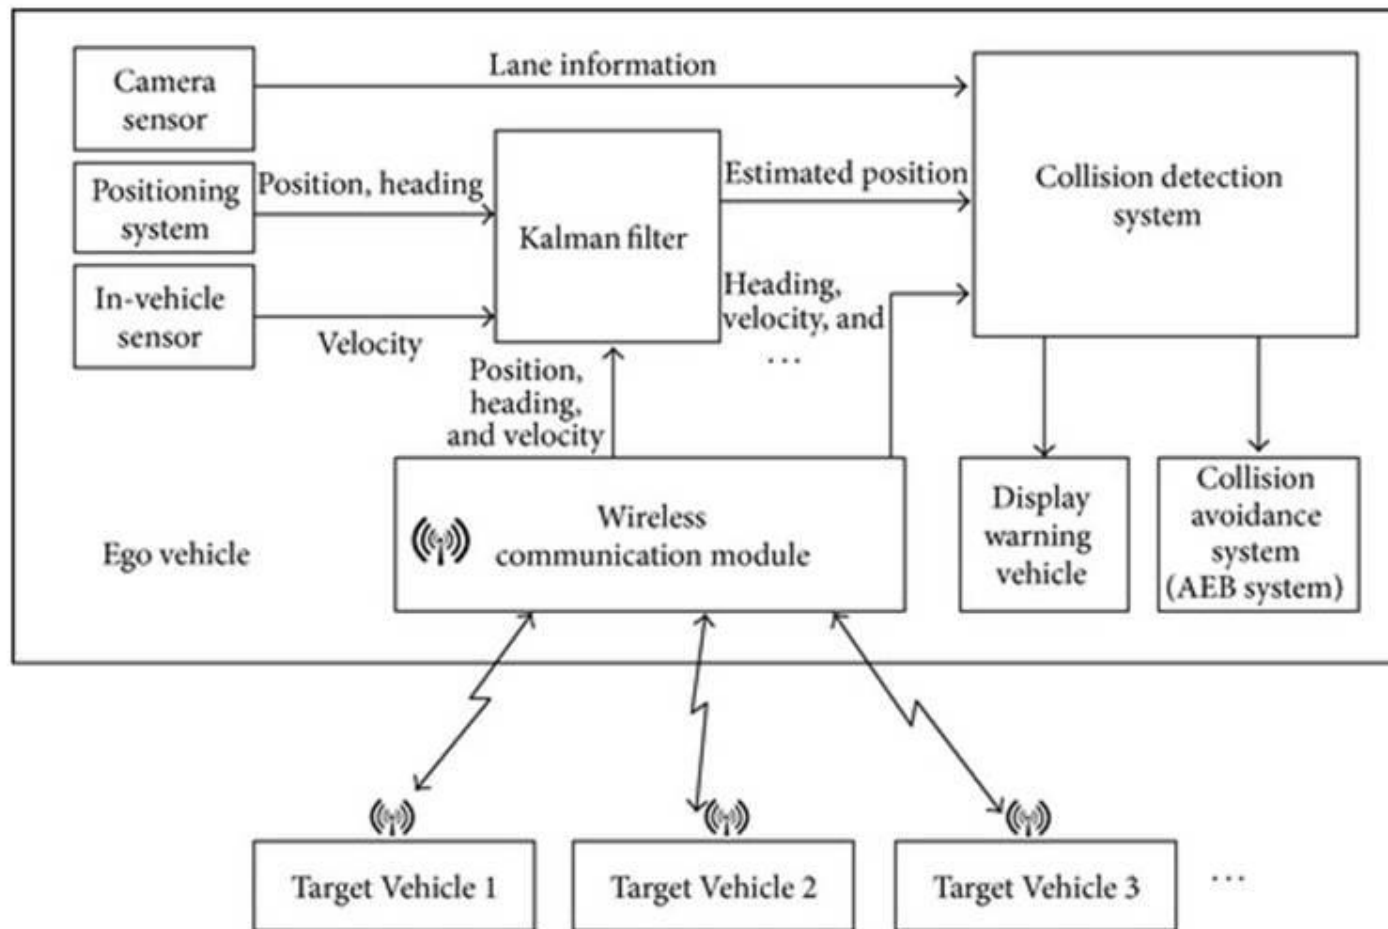 Camera
sensor
Lane information
Positioning
system
Position, heading
In-vehicle
sensor
Velocity
Kalman filter
Estimated position
Heading,
velocity, and
...
Collision detection
system
Position,
heading,
and velocity
Ego vehicle
Wireless
communication module
Display
warning
vehicle
Collision
avoidance
system
(AEB system)
Target Vehicle 1
Target Vehicle 2
Target Vehicle 3
...